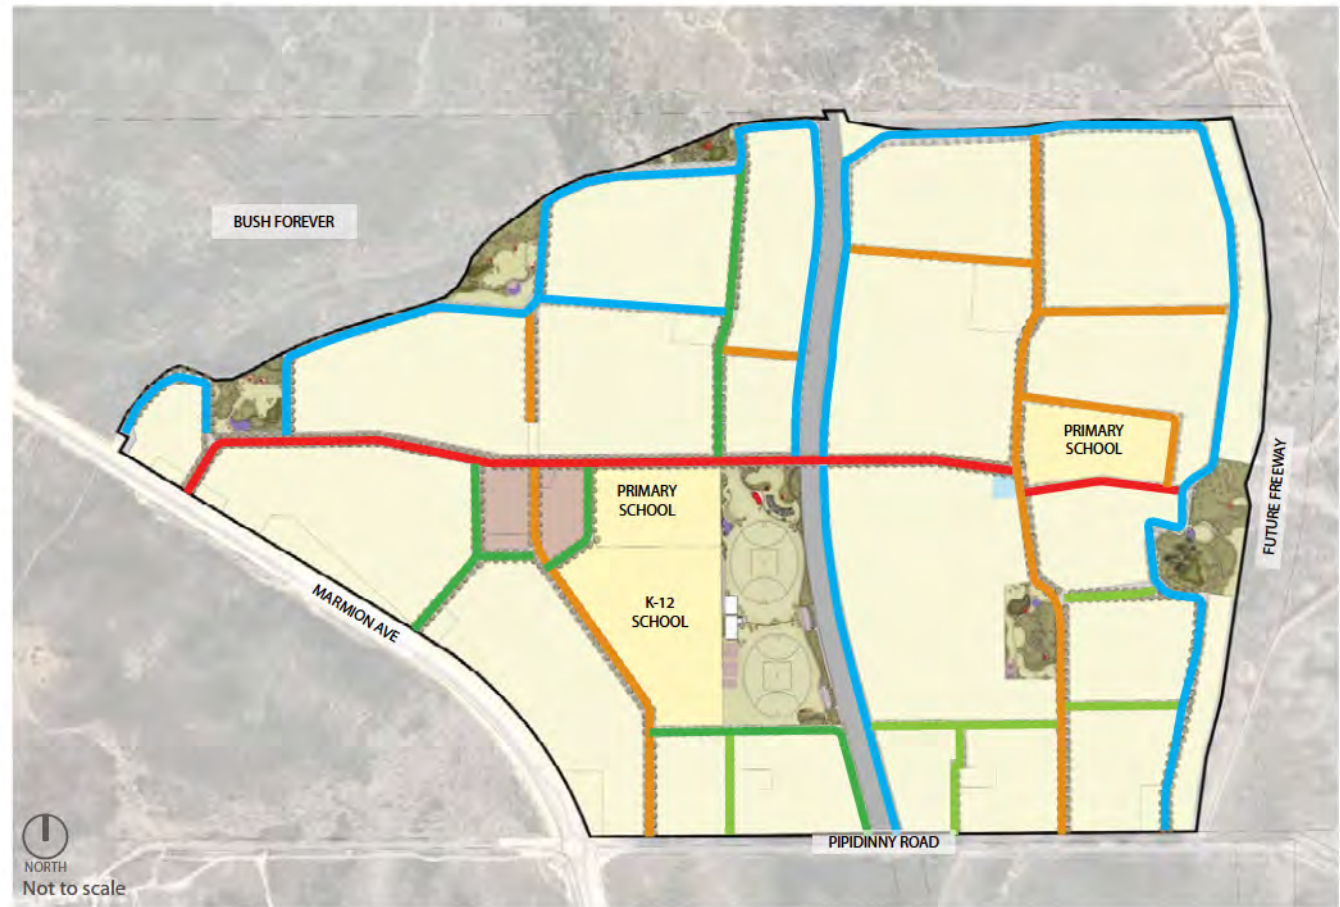 BUSH FOREVER
PRIMARY
SCHOOL
PRIMARY
SCHOOL
FUTURE FREEWAY
K-12
SCHOOL
MARMION AVE
PIPIDINNY ROAD
NORTH
Not to scale